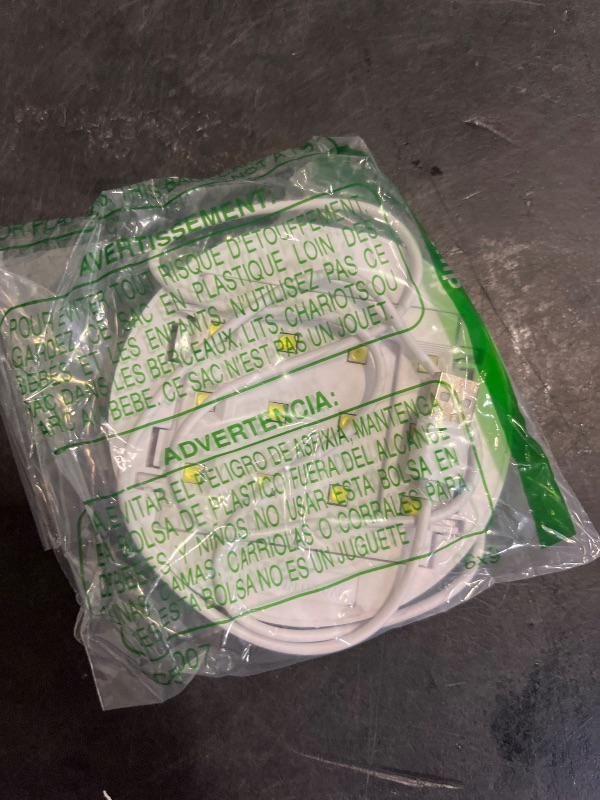 AVERTISSEMENT:
POUR ÉVITER TOUT RISQUE D'ÉTOUFFEMENT
GARDEZ CE SAC EN PLASTIQUE LOIN DES
BÉBÉS ET LES ENFANTS. N'UTILISEZ PAS CE
SAC DANS LES BERCEAUX, LITS, CHARIOTS OU
PARC À BÉBÉ. CE SAC N'EST PAS UN JOUET.
ADVERTENCIA:
A EVITAR EL PELIGRO DE ASFIXIA, MANTENGA
BOLSA DE PLASTICO FUERA DEL ALCANCE
DE BEBES Y NIÑOS. NO USAR ESTA BOLSA EN
CUNAS, CAMAS, CARRIOLAS O CORRALES PARA
ESTA BOLSA NO ES UN JUGUETE
6x9
007